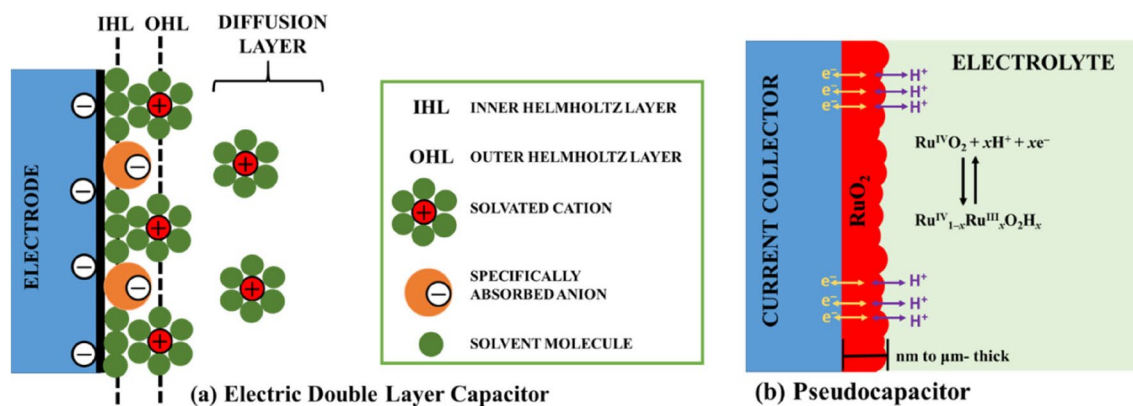 IHL OHL
DIFFUSION
LAYER
ELECTRODE
IHL INNER HELMHOLTZ LAYER
OHL OUTER HELMHOLTZ LAYER
SOLVATED CATION
SPECIFICALLY
ABSORBED ANION
SOLVENT MOLECULE
(a) Electric Double Layer Capacitor
CURRENT COLLECTOR
RuO₂
ELECTROLYTE
e⁻ H⁺
e⁻ H⁺
e⁻ H⁺
RuᴵⱽO₂ + xH⁺ + xe⁻
Ruᴵⱽ₁₋ₓRuᴵᴵᴵₓO₂Hₓ
e⁻ H⁺
e⁻ H⁺
e⁻ H⁺
nm to µm- thick
(b) Pseudocapacitor